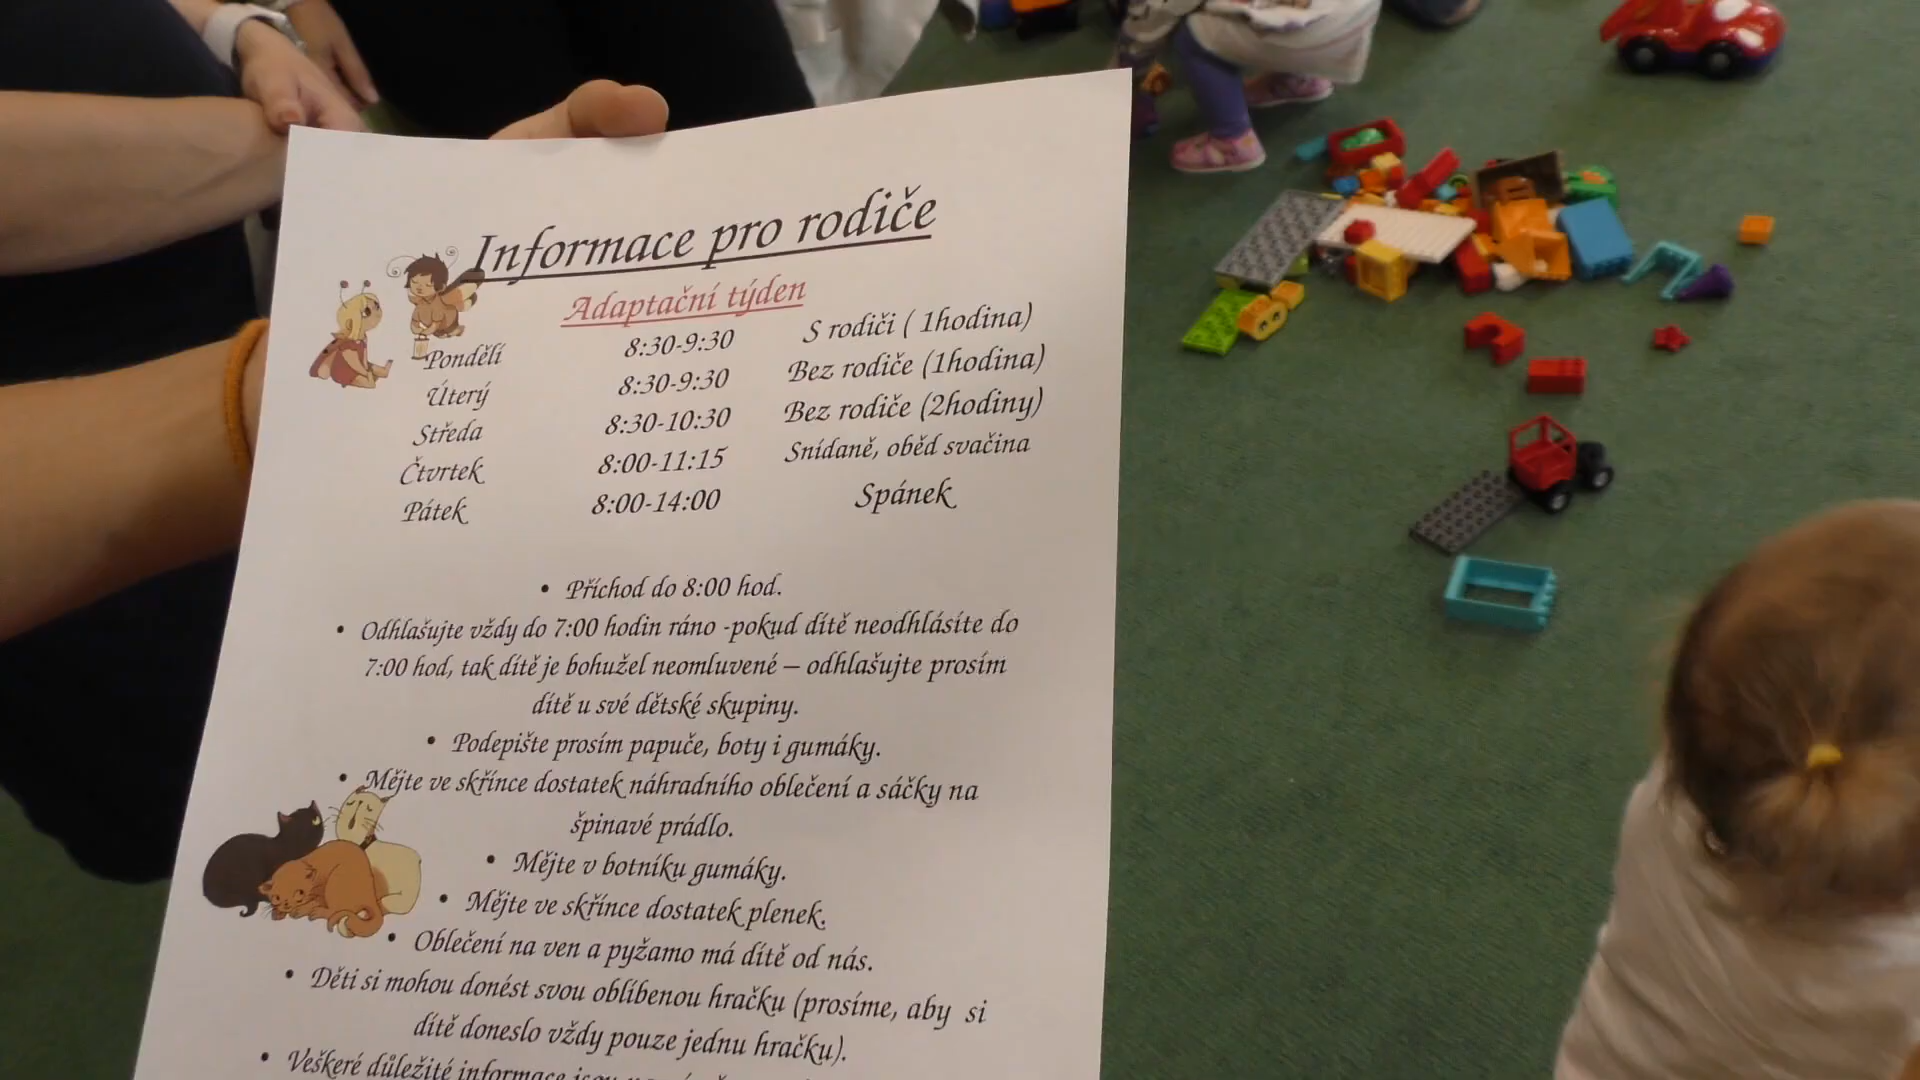 Informace pro rodiče
Adaptační týden
Pondělí 8:30-9:30 S rodiči ( 1hodina)
Úterý 8:30-9:30 Bez rodiče (1hodina)
Středa 8:30-10:30 Bez rodiče (2hodiny)
Čtvrtek 8:00-11:15 Snídaně, oběd svačina
Pátek 8:00-14:00 Spánek
• Příchod do 8:00 hod.
• Odhlašujte vždy do 7:00 hodin ráno -pokud dítě neodhlásíte do
7:00 hod, tak dítě je bohužel neomluvené – odhlašujte prosím
dítě u své dětské skupiny.
• Podepište prosím papuče, boty i gumáky.
• Mějte ve skřínce dostatek náhradního oblečení a sáčky na
špinavé prádlo.
• Mějte v botníku gumáky.
• Mějte ve skřínce dostatek plenek.
• Oblečení na ven a pyžamo má dítě od nás.
• Děti si mohou donést svou oblíbenou hračku (prosíme, aby si
dítě doneslo vždy pouze jednu hračku).
• Veškeré důležité informace jsou